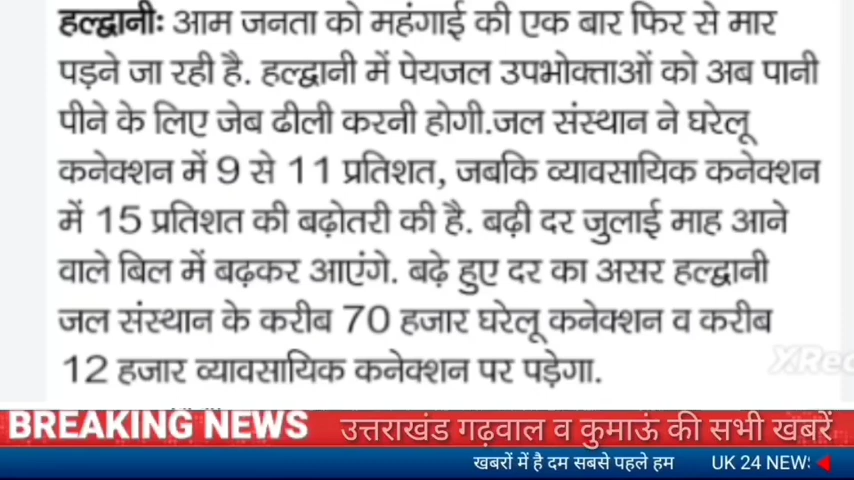 हल्द्वानीः आम जनता को महंगाई की एक बार फिर से मार
पड़ने जा रही है. हल्द्वानी में पेयजल उपभोक्ताओं को अब पानी
पीने के लिए जेब ढीली करनी होगी.जल संस्थान ने घरेलू
कनेक्शन में 9 से 11 प्रतिशत, जबकि व्यावसायिक कनेक्शन
में 15 प्रतिशत की बढ़ोतरी की है. बढ़ी दर जुलाई माह आने
वाले बिल में बढ़कर आएंगे. बढ़े हुए दर का असर हल्द्वानी
जल संस्थान के करीब 70 हजार घरेलू कनेक्शन व करीब
12 हजार व्यावसायिक कनेक्शन पर पड़ेगा.
BREAKING NEWS उत्तराखंड गढ़वाल व कुमाऊं की सभी खबरें
खबरों में है दम सबसे पहले हम UK 24 NEWS